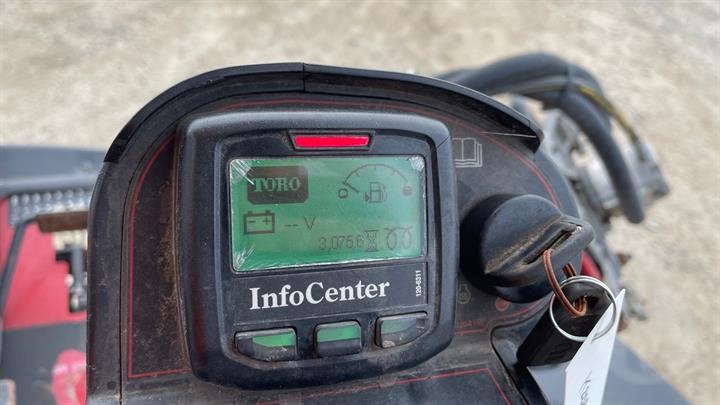 TORO
-- V
3,075.6
InfoCenter
120-6311